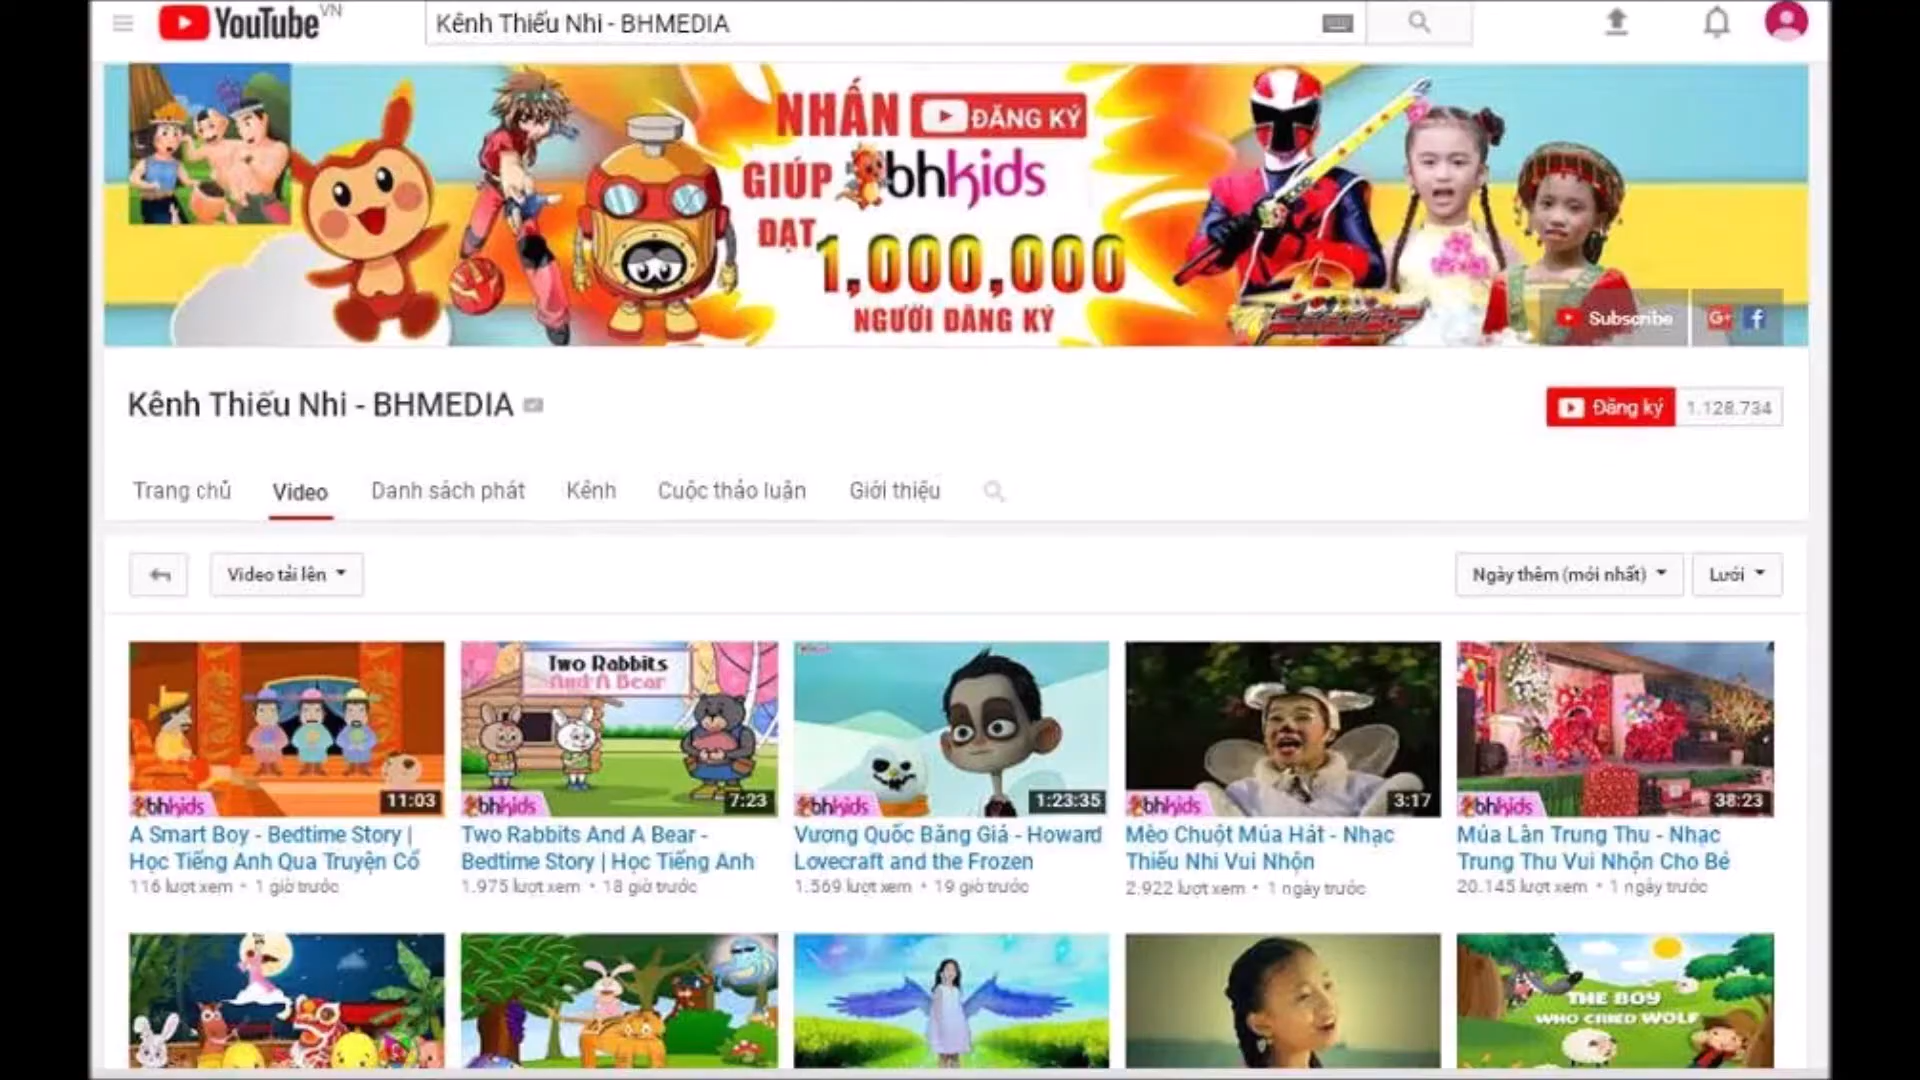 YouTube VN
Kênh Thiếu Nhi - BHMEDIA
NHẤN ĐĂNG KÝ
GIÚP bhkids
ĐẠT
1,000,000
NGƯỜI ĐĂNG KÝ
Subscribe G+ f
Kênh Thiếu Nhi - BHMEDIA
Đăng ký 1.128.734
Trang chủ Video Danh sách phát Kênh Cuộc thảo luận Giới thiệu
Video tải lên Ngày thêm (mới nhất) Lưới
Two Rabbits
And A Bear
bhkids 11:03 bhkids 7:23 bhkids 1:23:35 bhkids 3:17 bhkids 38:23
A Smart Boy - Bedtime Story |
Học Tiếng Anh Qua Truyện Cổ
116 lượt xem • 1 giờ trước
Two Rabbits And A Bear -
Bedtime Story | Học Tiếng Anh
1.975 lượt xem • 18 giờ trước
Vương Quốc Băng Giá - Howard
Lovecraft and the Frozen
1.569 lượt xem • 19 giờ trước
Mèo Chuột Múa Hát - Nhạc
Thiếu Nhi Vui Nhộn
2.922 lượt xem • 1 ngày trước
Múa Lân Trung Thu - Nhạc
Trung Thu Vui Nhộn Cho Bé
20.145 lượt xem • 1 ngày trước
THE BOY
WHO CRIED WOLF